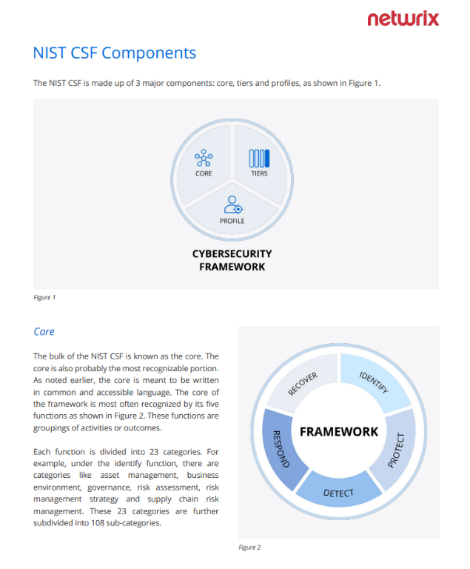 netwrix
NIST CSF Components
The NIST CSF is made up of 3 major components: core, tiers and profiles, as shown in Figure 1.
CORE
TIERS
PROFILE
CYBERSECURITY
FRAMEWORK
Figure 1
Core
The bulk of the NIST CSF is known as the core. The
core is also probably the most recognizable portion.
As noted earlier, the core is meant to be written
in common and accessible language. The core of
the framework is most often recognized by its five
functions as shown in Figure 2. These functions are
groupings of activities or outcomes.
Each function is divided into 23 categories. For
example, under the identify function, there are
categories like asset management, business
environment, governance, risk assessment, risk
management strategy and supply chain risk
management. These 23 categories are further
subdivided into 108 sub-categories.
RECOVER
IDENTIFY
FRAMEWORK
RESPOND
PROTECT
DETECT
Figure 2